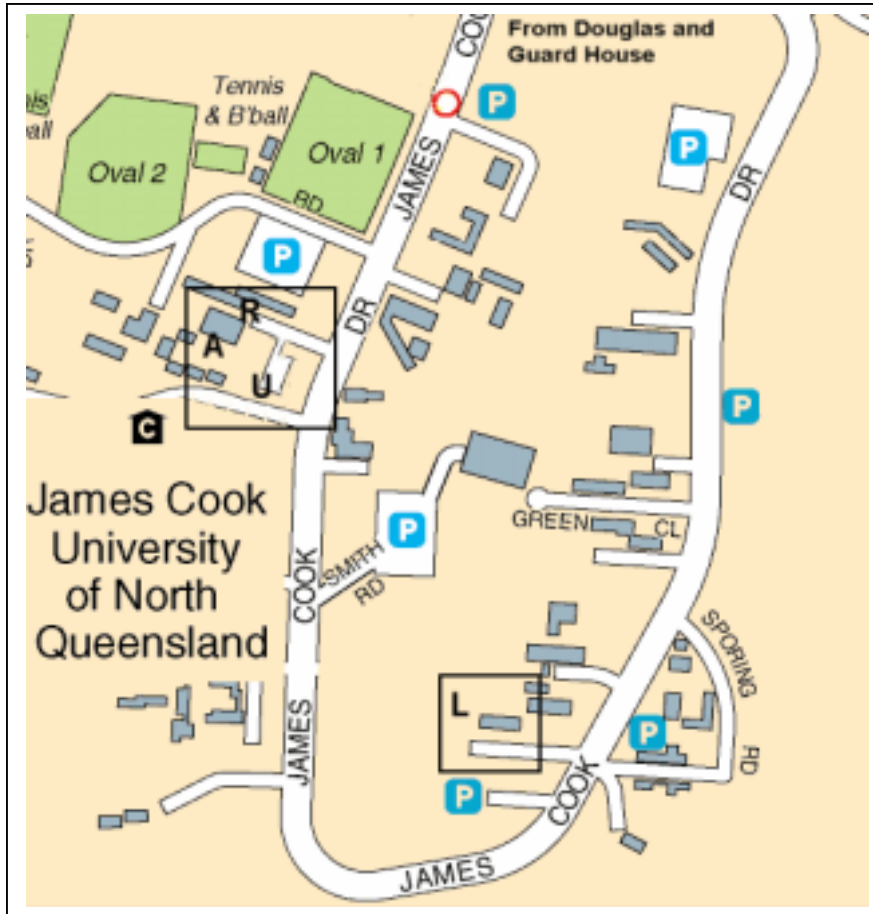 COO
From Douglas and
Guard House
Tennis
& B'ball
P
Oval 1
Oval 2
JAMES
P
RD
DR
P
R
DR
A
U
P
C
James Cook
University
of North
Queensland
P
GREEN CL
COOK
SMITH
RD
SPORING
RD
L
P
JAMES
P
COOK
JAMES